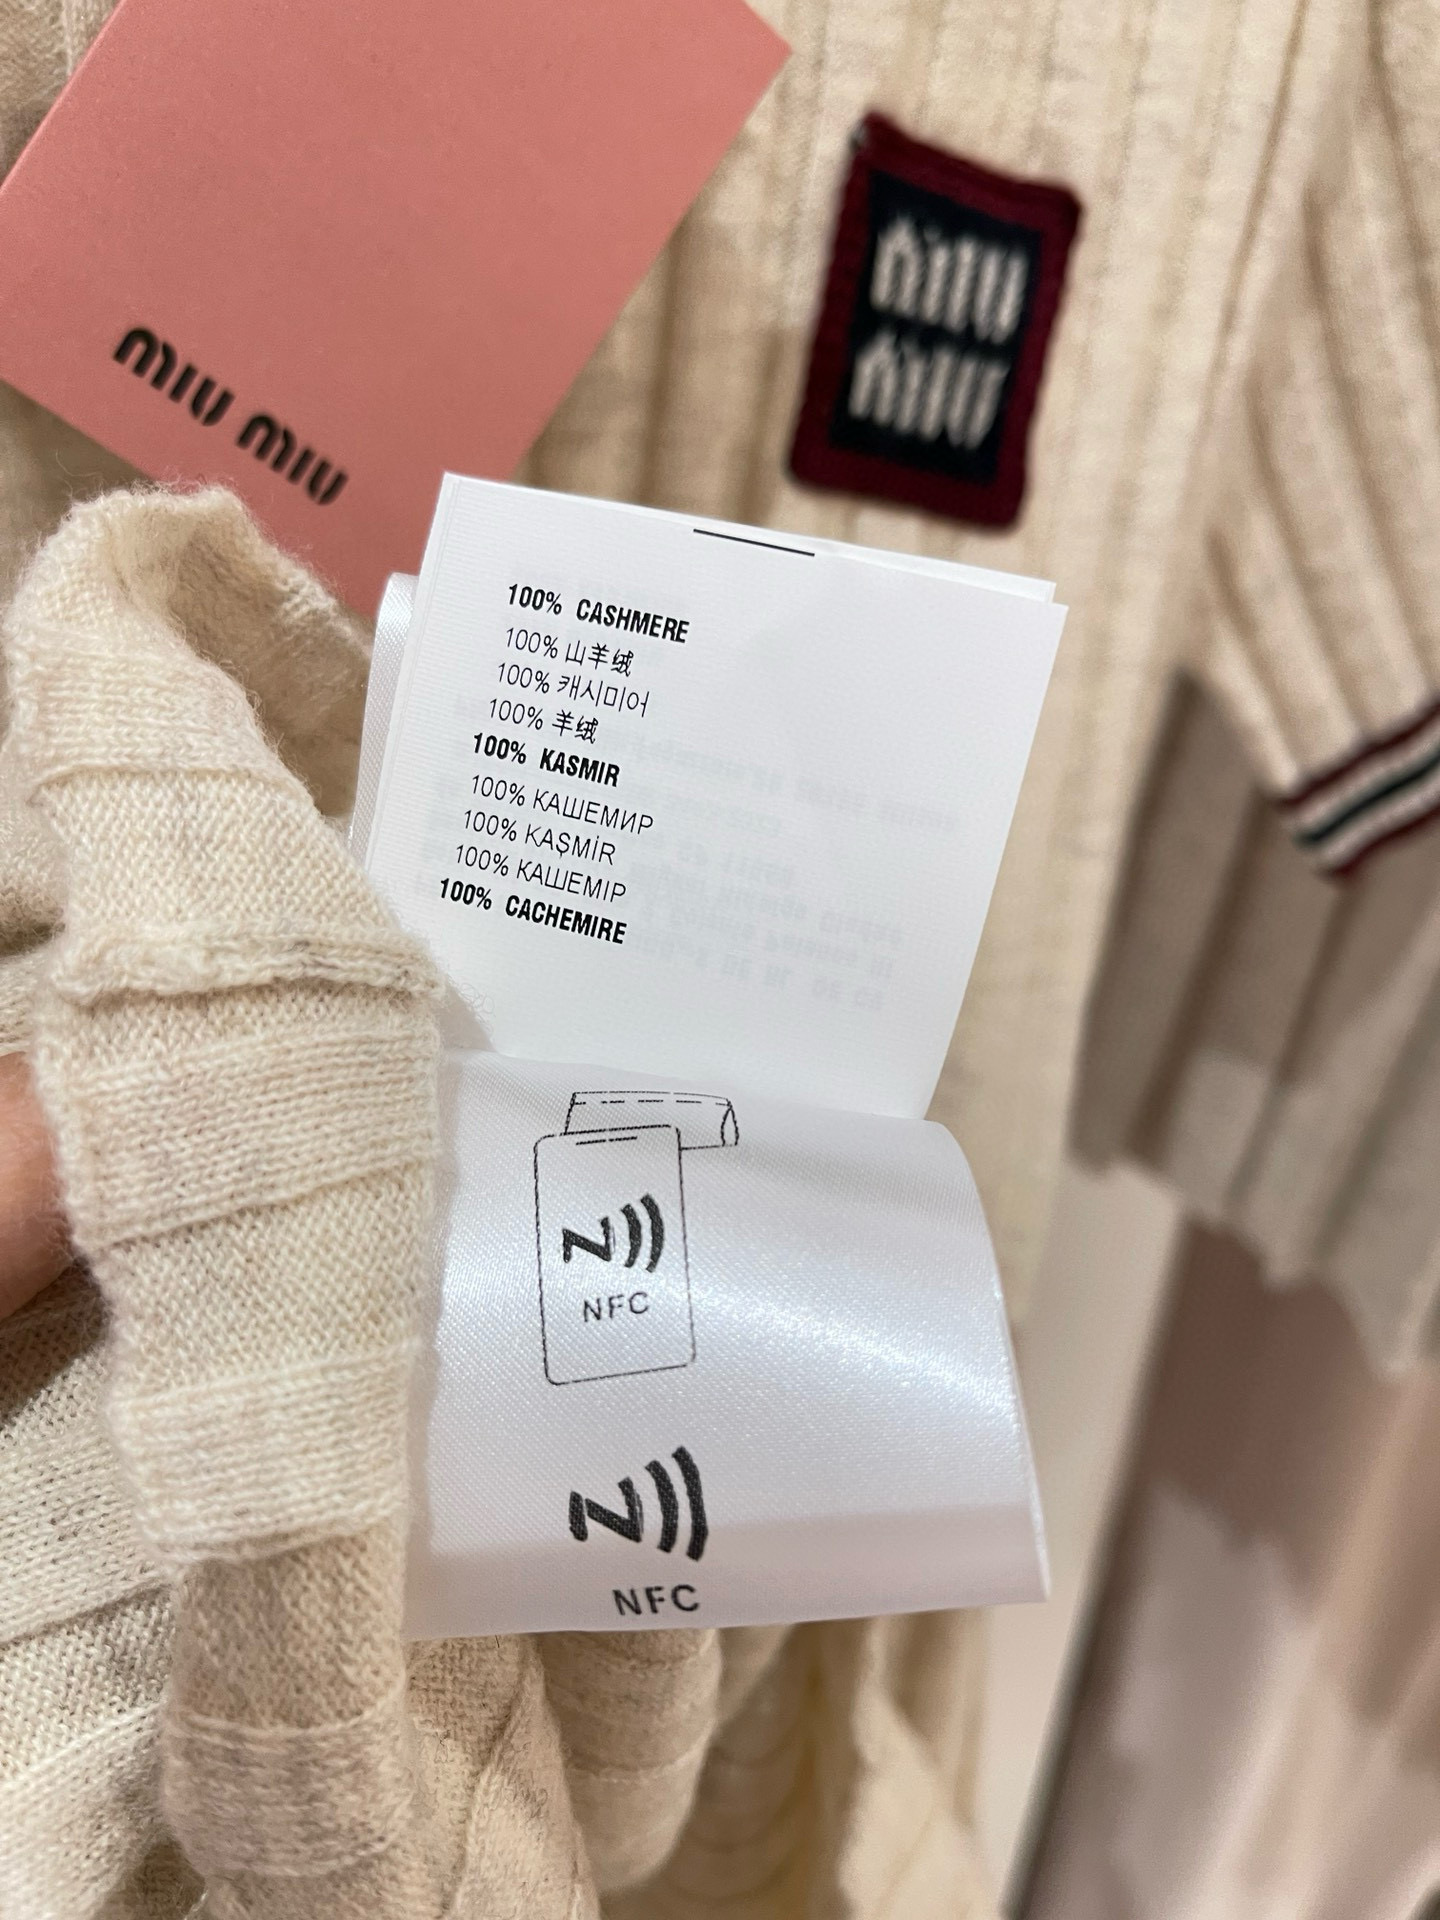 MIU MIU
MIU
MIU
100% CASHMERE
100% 山羊绒
100% 캐시미어
100% 羊绒
100% KASMIR
100% КАШЕМИР
100% KAŞMİR
100% КАШЕМІР
100% CACHEMIRE
NFC
NFC